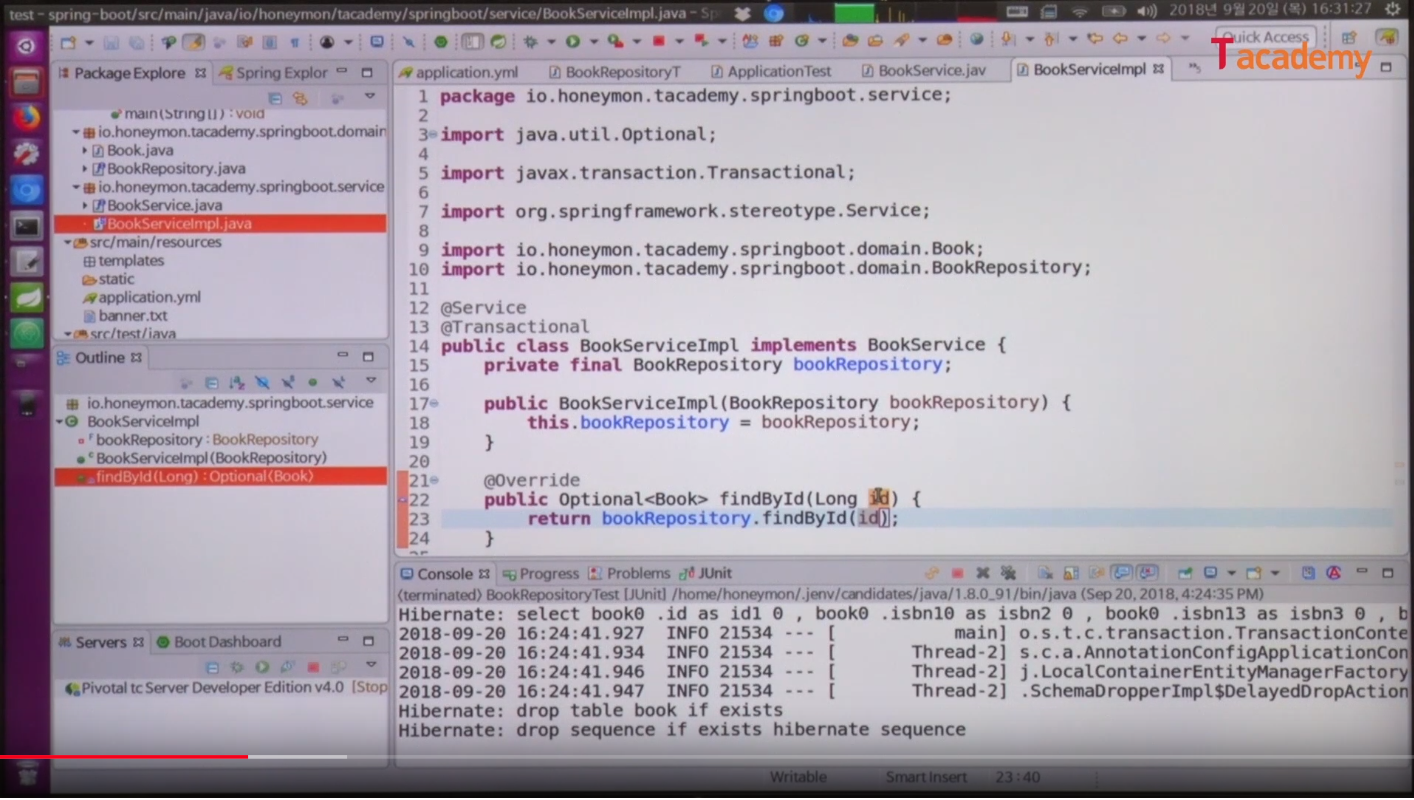 test - spring-boot/src/main/java/io/honeymon/tacademy/springboot/service/BookServiceImpl.java - Sp
2018년 9월 20일 (목) 16:31:27
Quick Access
Tacademy
Package Explore
Spring Explor
main(String[]) : void
io.honeymon.tacademy.springboot.domain
Book.java
BookRepository.java
io.honeymon.tacademy.springboot.service
BookService.java
BookServiceImpl.java
src/main/resources
templates
static
application.yml
banner.txt
src/test/java
Outline
io.honeymon.tacademy.springboot.service
BookServiceImpl
bookRepository : BookRepository
BookServiceImpl(BookRepository)
findById(Long) : Optional<Book>
Servers
Boot Dashboard
Pivotal tc Server Developer Edition v4.0 [Stop
application.yml
BookRepositoryT
ApplicationTest
BookService.jav
BookServiceImpl
1 package io.honeymon.tacademy.springboot.service;
2
3 import java.util.Optional;
4
5 import javax.transaction.Transactional;
6
7 import org.springframework.stereotype.Service;
8
9 import io.honeymon.tacademy.springboot.domain.Book;
10 import io.honeymon.tacademy.springboot.domain.BookRepository;
11
12 @Service
13 @Transactional
14 public class BookServiceImpl implements BookService {
15 private final BookRepository bookRepository;
16
17 public BookServiceImpl(BookRepository bookRepository) {
18 this.bookRepository = bookRepository;
19 }
20
21 @Override
22 public Optional<Book> findById(Long id) {
23 return bookRepository.findById(id);
24 }
Console
Progress
Problems
JUnit
<terminated> BookRepositoryTest [JUnit] /home/honeymon/.jenv/candidates/java/1.8.0_91/bin/java (Sep 20, 2018, 4:24:35 PM)
Hibernate: select book0 .id as id1 0 , book0 .isbn10 as isbn2 0 , book0 .isbn13 as isbn3 0 , b
2018-09-20 16:24:41.927 INFO 21534 --- [ main] o.s.t.c.transaction.TransactionConte
2018-09-20 16:24:41.934 INFO 21534 --- [ Thread-2] s.c.a.AnnotationConfigApplicationCon
2018-09-20 16:24:41.946 INFO 21534 --- [ Thread-2] j.LocalContainerEntityManagerFactory
2018-09-20 16:24:41.947 INFO 21534 --- [ Thread-2] .SchemaDropperImpl$DelayedDropAction
Hibernate: drop table book if exists
Hibernate: drop sequence if exists hibernate sequence
Writable
Smart Insert
23:40